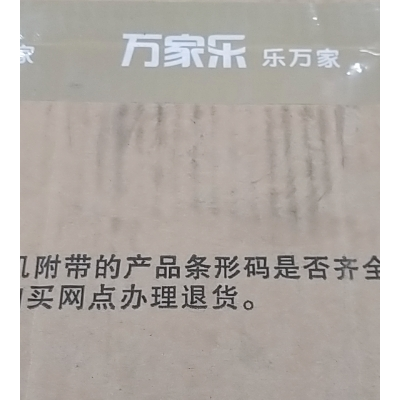 家 万家乐 乐万家
机附带的产品条形码是否齐全
购买网点办理退货。